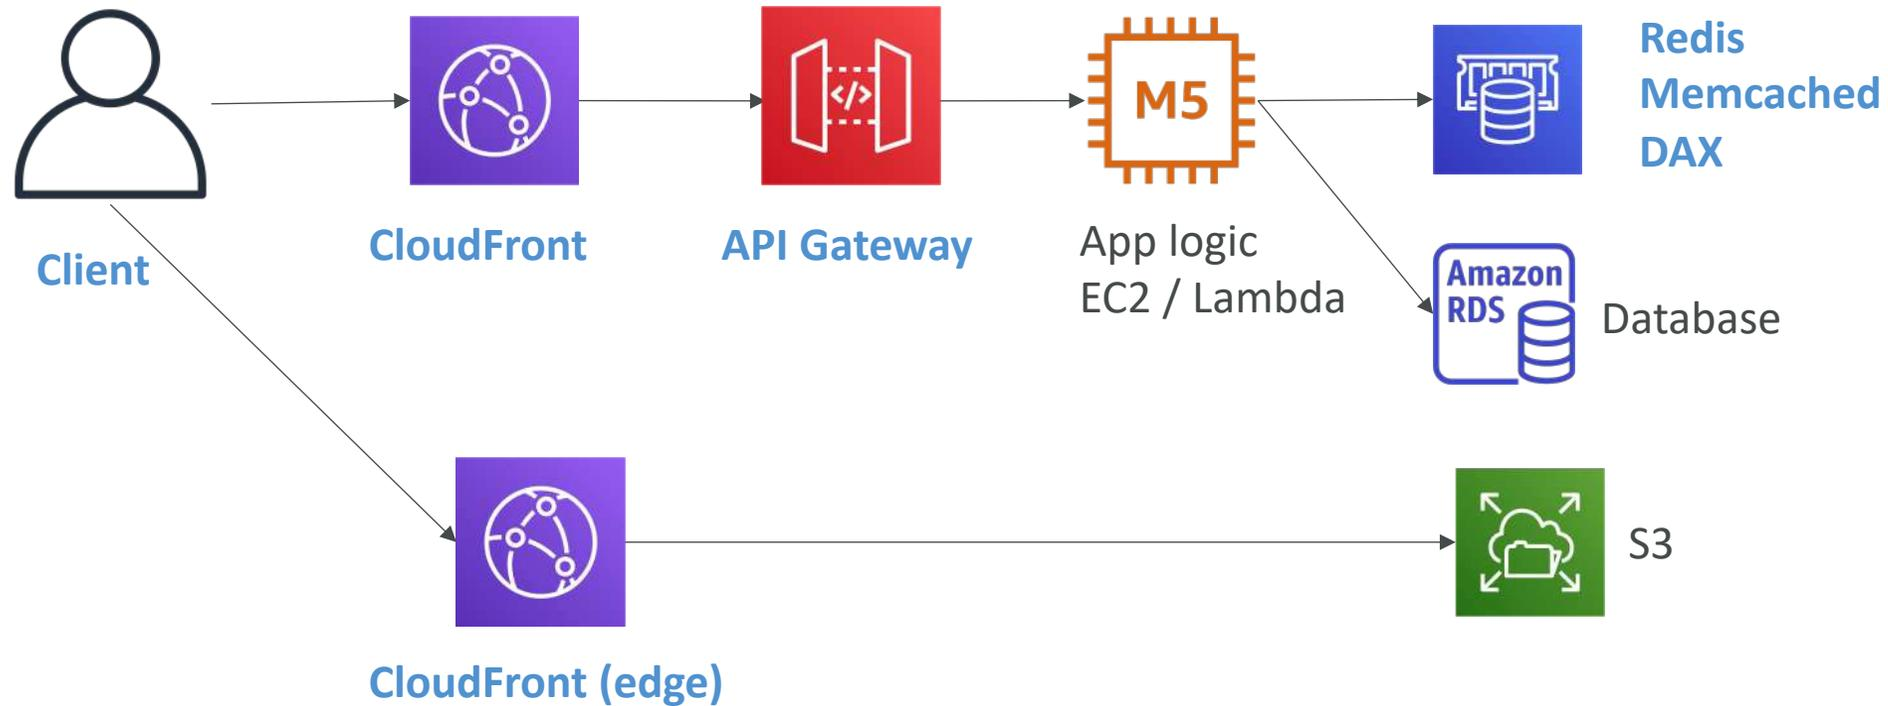 Client
CloudFront
API Gateway
</>
M5
App logic
EC2 / Lambda
Redis
Memcached
DAX
Amazon
RDS
Database
CloudFront (edge)
S3